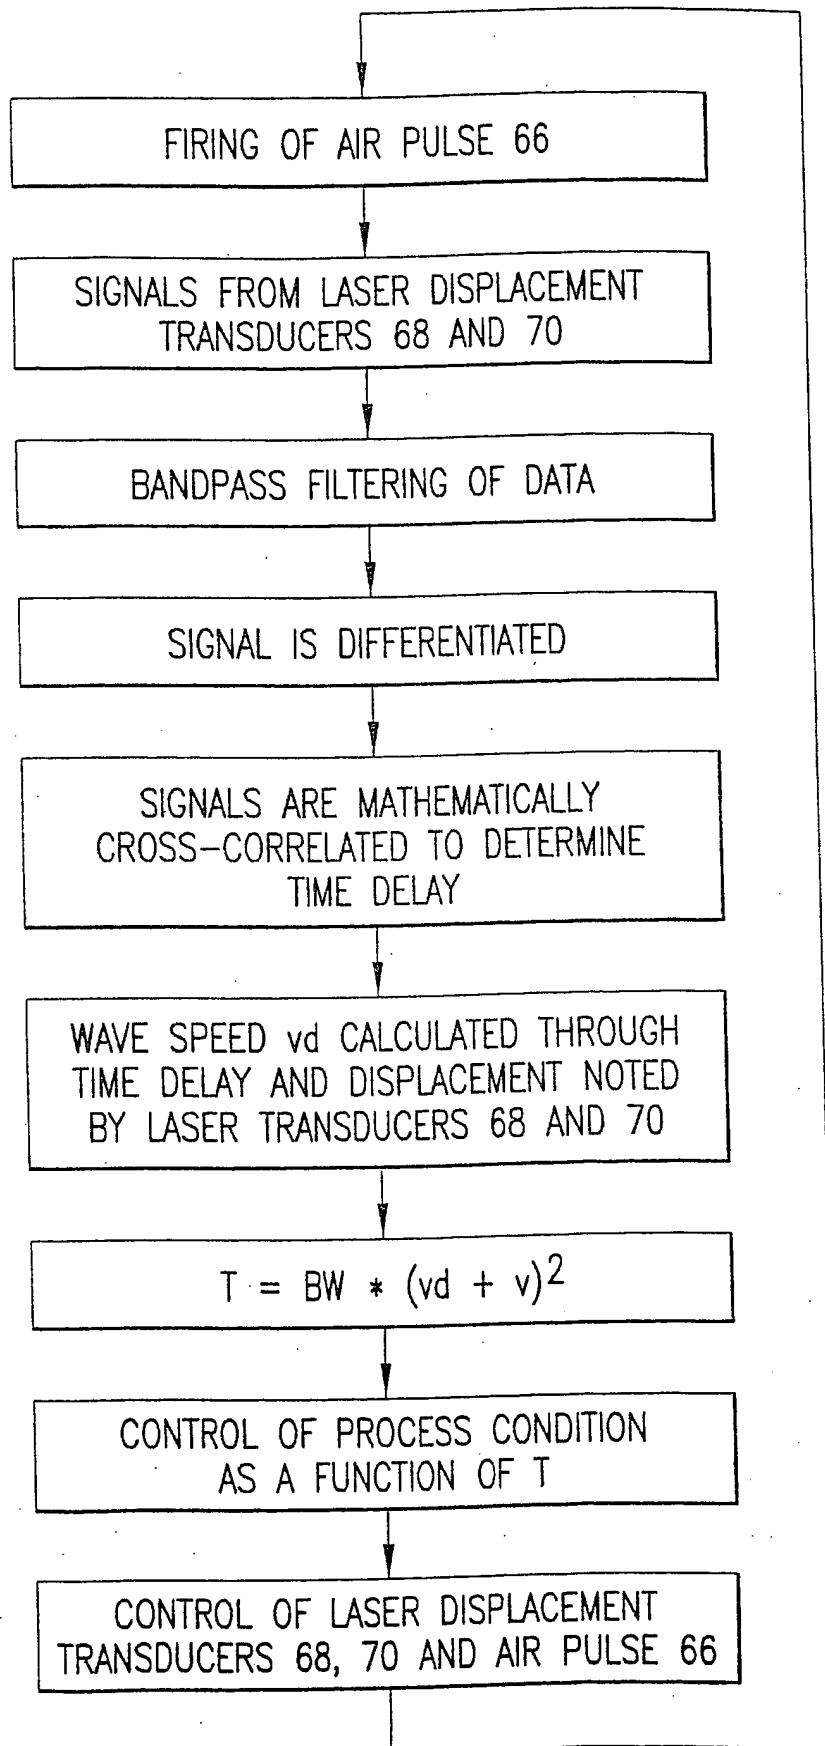 FIRING OF AIR PULSE 66
SIGNALS FROM LASER DISPLACEMENT
TRANSDUCERS 68 AND 70
BANDPASS FILTERING OF DATA
SIGNAL IS DIFFERENTIATED
SIGNALS ARE MATHEMATICALLY
CROSS-CORRELATED TO DETERMINE
TIME DELAY
WAVE SPEED vd CALCULATED THROUGH
TIME DELAY AND DISPLACEMENT NOTED
BY LASER TRANSDUCERS 68 AND 70
T = BW * (vd + v)²
CONTROL OF PROCESS CONDITION
AS A FUNCTION OF T
CONTROL OF LASER DISPLACEMENT
TRANSDUCERS 68, 70 AND AIR PULSE 66